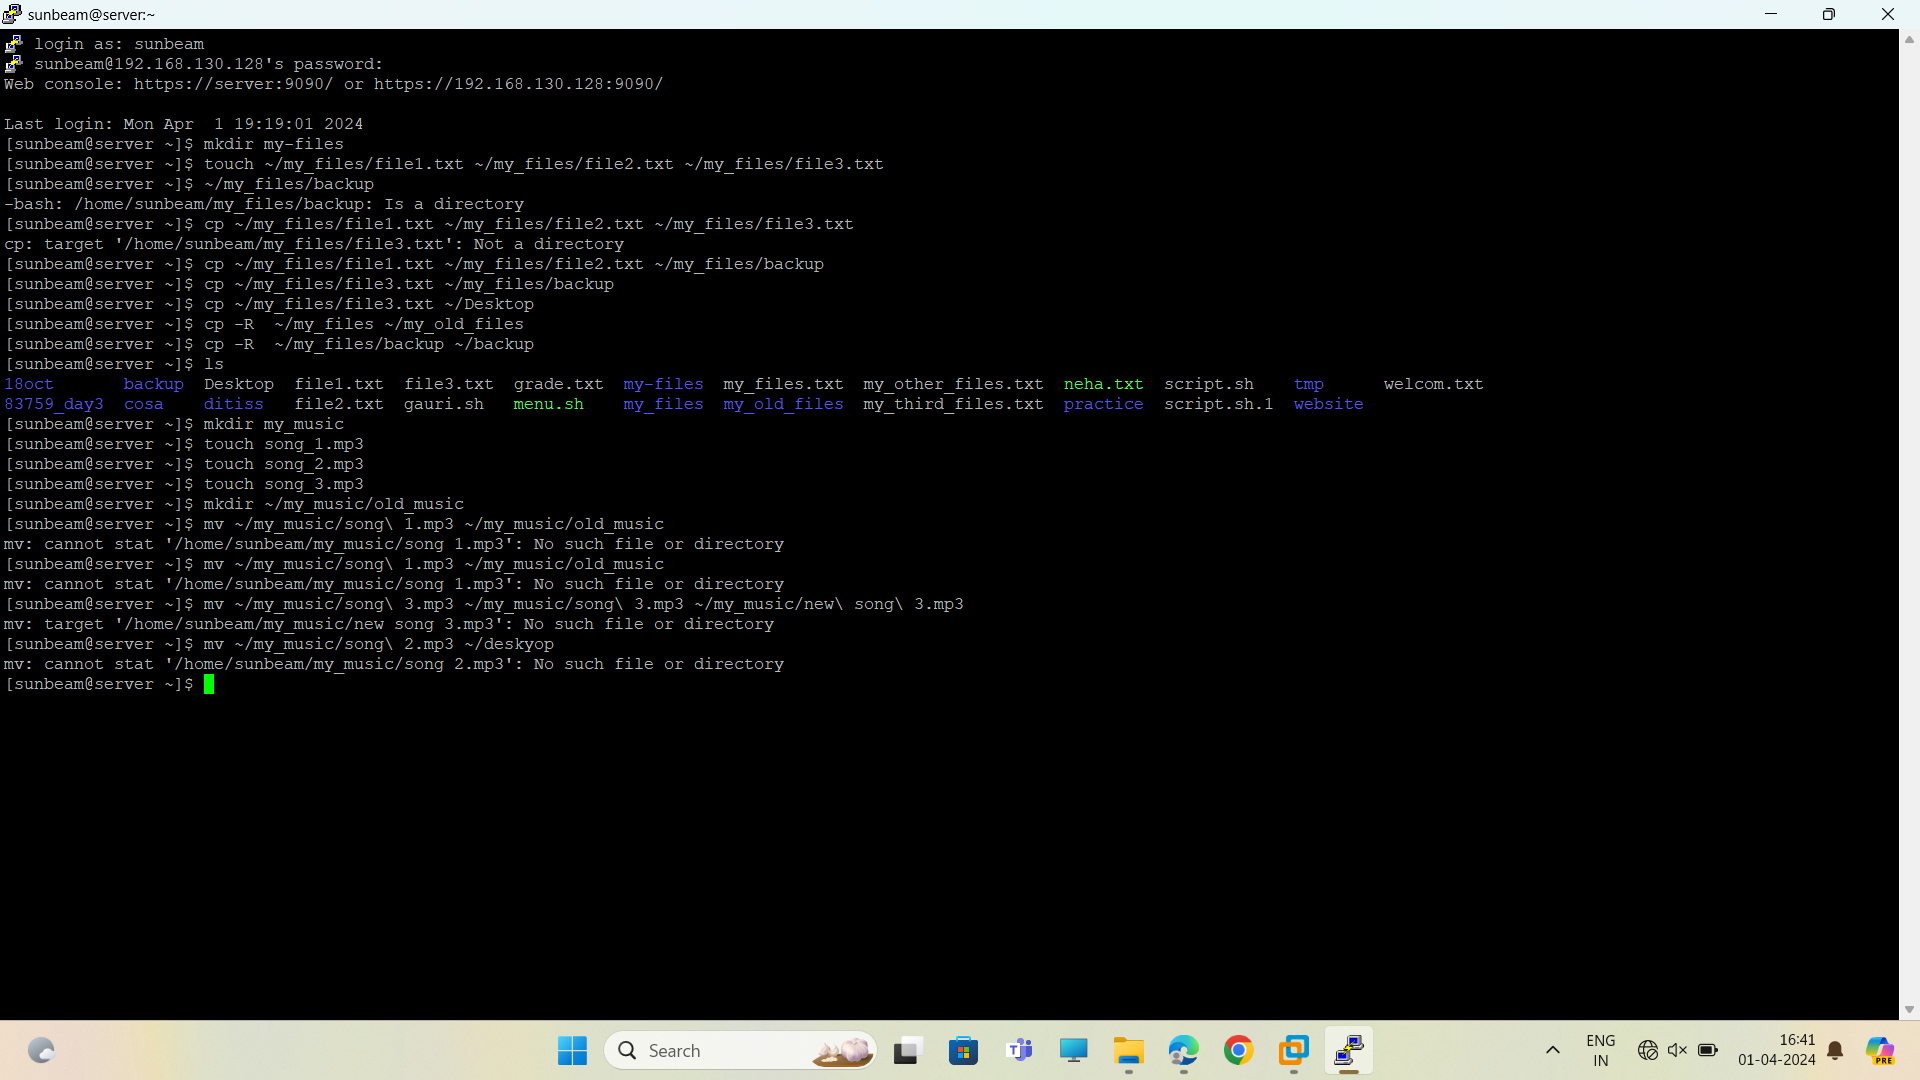 sunbeam@server:~
login as: sunbeam
sunbeam@192.168.130.128's password:
Web console: https://server:9090/ or https://192.168.130.128:9090/
Last login: Mon Apr  1 19:19:01 2024
[sunbeam@server ~]$ mkdir my-files
[sunbeam@server ~]$ touch ~/my_files/file1.txt ~/my_files/file2.txt ~/my_files/file3.txt
[sunbeam@server ~]$ ~/my_files/backup
-bash: /home/sunbeam/my_files/backup: Is a directory
[sunbeam@server ~]$ cp ~/my_files/file1.txt ~/my_files/file2.txt ~/my_files/file3.txt
cp: target '/home/sunbeam/my_files/file3.txt': Not a directory
[sunbeam@server ~]$ cp ~/my_files/file1.txt ~/my_files/file2.txt ~/my_files/backup
[sunbeam@server ~]$ cp ~/my_files/file3.txt ~/my_files/backup
[sunbeam@server ~]$ cp ~/my_files/file3.txt ~/Desktop
[sunbeam@server ~]$ cp -R  ~/my_files ~/my_old_files
[sunbeam@server ~]$ cp -R  ~/my_files/backup ~/backup
[sunbeam@server ~]$ ls
18oct       backup  Desktop  file1.txt  file3.txt  grade.txt  my-files  my_files.txt  my_other_files.txt  neha.txt  script.sh    tmp      welcom.txt
83759_day3  cosa    ditiss   file2.txt  gauri.sh   menu.sh    my_files  my_old_files  my_third_files.txt  practice  script.sh.1  website
[sunbeam@server ~]$ mkdir my_music
[sunbeam@server ~]$ touch song_1.mp3
[sunbeam@server ~]$ touch song_2.mp3
[sunbeam@server ~]$ touch song_3.mp3
[sunbeam@server ~]$ mkdir ~/my_music/old_music
[sunbeam@server ~]$ mv ~/my_music/song\ 1.mp3 ~/my_music/old_music
mv: cannot stat '/home/sunbeam/my_music/song 1.mp3': No such file or directory
[sunbeam@server ~]$ mv ~/my_music/song\ 1.mp3 ~/my_music/old_music
mv: cannot stat '/home/sunbeam/my_music/song 1.mp3': No such file or directory
[sunbeam@server ~]$ mv ~/my_music/song\ 3.mp3 ~/my_music/song\ 3.mp3 ~/my_music/new\ song\ 3.mp3
mv: target '/home/sunbeam/my_music/new song 3.mp3': No such file or directory
[sunbeam@server ~]$ mv ~/my_music/song\ 2.mp3 ~/deskyop
mv: cannot stat '/home/sunbeam/my_music/song 2.mp3': No such file or directory
[sunbeam@server ~]$
Search
ENG
IN
16:41
01-04-2024
PRE